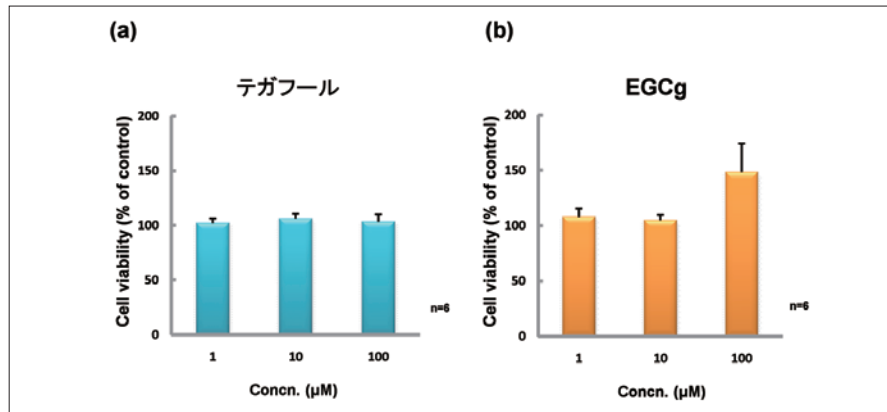 (a)
テガフール
Cell viability (% of control)
200
150
100
50
0
1 10 100
Concn. (µM)
n=6
(b)
EGCg
Cell viability (% of control)
200
150
100
50
0
1 10 100
Concn. (µM)
n=6